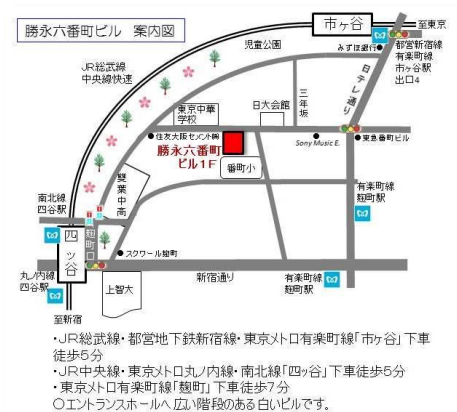 勝永六番町ビル 案内図
市ヶ谷
至東京
児童公園
みずほ銀行
都営新宿線
有楽町線
市ヶ谷駅
出口4
JR総武線
中央線快速
日テレ通り
三年坂
日大会館
東京中華
学校
住友大阪セメント㈱
Sony Music E.
東急番町ビル
勝永六番町
ビル1F
番町小
雙葉中高
南北線
四谷駅
有楽町線
麹町駅
四ッ谷
麹町口
スクワール麹町
丸ノ内線
四谷駅
上智大
新宿通り
有楽町線
麹町駅
至新宿
・JR総武線・都営地下鉄新宿線・東京メトロ有楽町線「市ヶ谷」下車
徒歩5分
・JR中央線・東京メトロ丸ノ内線・南北線「四ッ谷」下車徒歩5分
・東京メトロ有楽町線「麹町」下車徒歩7分
○エントランスホールへ広い階段のある白いビルです。